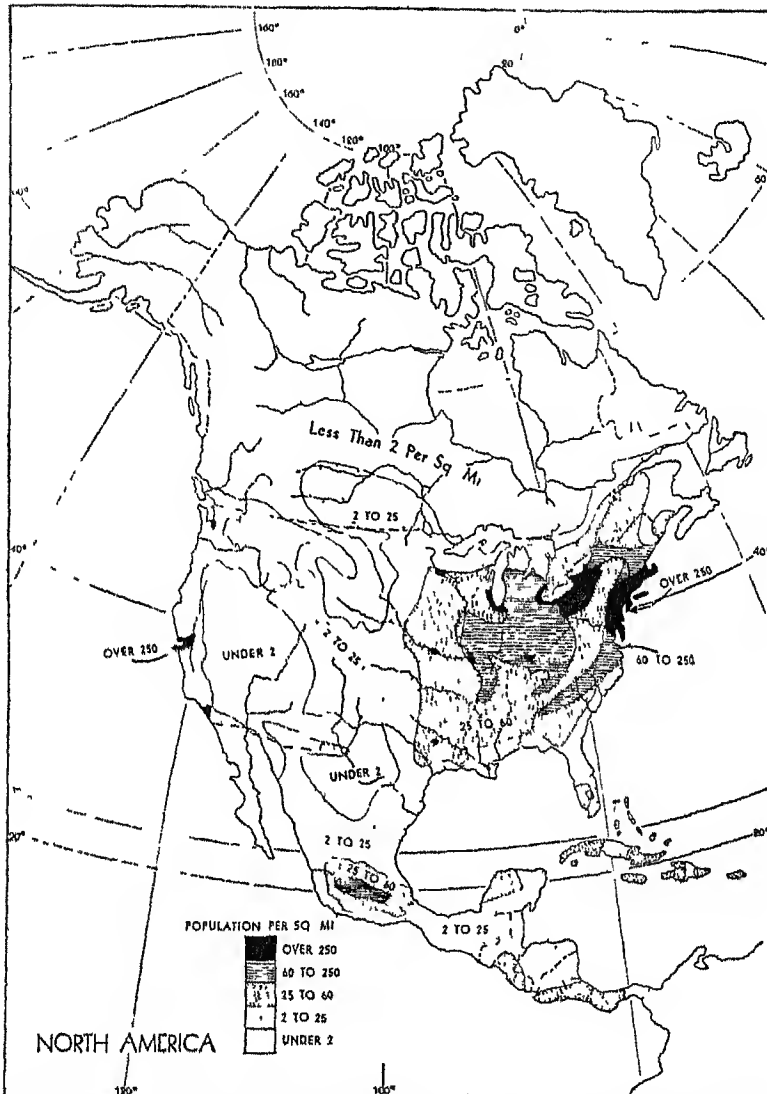 160°
180°
160°
140°
120°
100°
0°
20
60
Less Than 2 Per Sq Mi
2 TO 25
40°
40°
OVER 250
OVER 250
UNDER 2
2 TO 25
60 TO 250
25 TO 60
UNDER 2
20°
20°
2 TO 25
25 TO 60
2 TO 25
POPULATION PER SQ MI
OVER 250
60 TO 250
25 TO 60
2 TO 25
UNDER 2
NORTH AMERICA
120°
100°